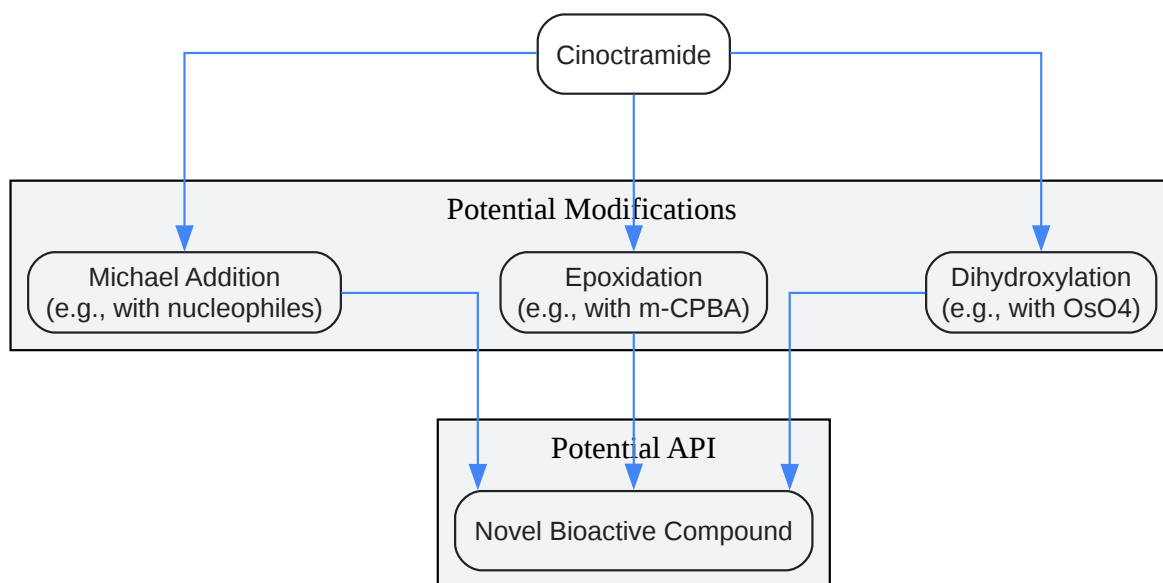 Cinoctramide
Potential Modifications
Michael Addition
(e.g., with nucleophiles)
Epoxidation
(e.g., with m-CPBA)
Dihydroxylation
(e.g., with OsO4)
Potential API
Novel Bioactive Compound